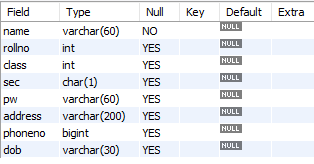 Field Type Null Key Default Extra
name varchar(60) NO NULL
rollno int YES NULL
class int YES NULL
sec char(1) YES NULL
pw varchar(60) YES NULL
address varchar(200) YES NULL
phoneno bigint YES NULL
dob varchar(30) YES NULL